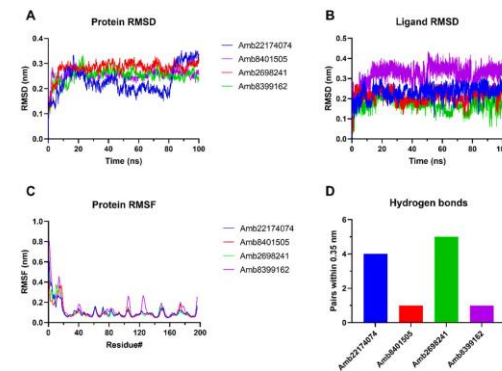 A
Protein RMSD
RMSD (nm)
0.4
0.3
0.2
0.1
0.0
0
20
40
60
80
100
Time (ns)
Amb22174074
Amb8401505
Amb2698241
Amb8399162
B
Ligand RMSD
RMSD (nm)
0.5
0.4
0.3
0.2
0.1
0.0
0
20
40
60
80
100
Time (ns)
C
Protein RMSF
RMSF (nm)
1.0
0.8
0.6
0.4
0.2
0.0
0
40
80
120
160
200
Residue#
Amb22174074
Amb8401505
Amb2698241
Amb8399162
D
Hydrogen bonds
Pairs within 0.35 nm
6
4
2
0
Amb22174074
Amb8401505
Amb2698241
Amb8399162